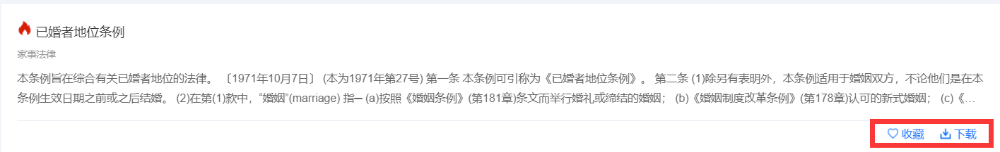 已婚者地位条例
家事法律
本条例旨在综合有关已婚者地位的法律。 〔1971年10月7日〕 (本为1971年第27号) 第一条 本条例可引称为《已婚者地位条例》。 第二条 (1)除另有表明外，本条例适用于婚姻双方，不论他们是在本
条例生效日期之前或之后结婚。 (2)在第(1)款中，“婚姻”(marriage) 指─ (a)按照《婚姻条例》(第181章)条文而举行婚礼或缔结的婚姻； (b)《婚姻制度改革条例》(第178章)认可的新式婚姻； (c)《...
收藏 下载